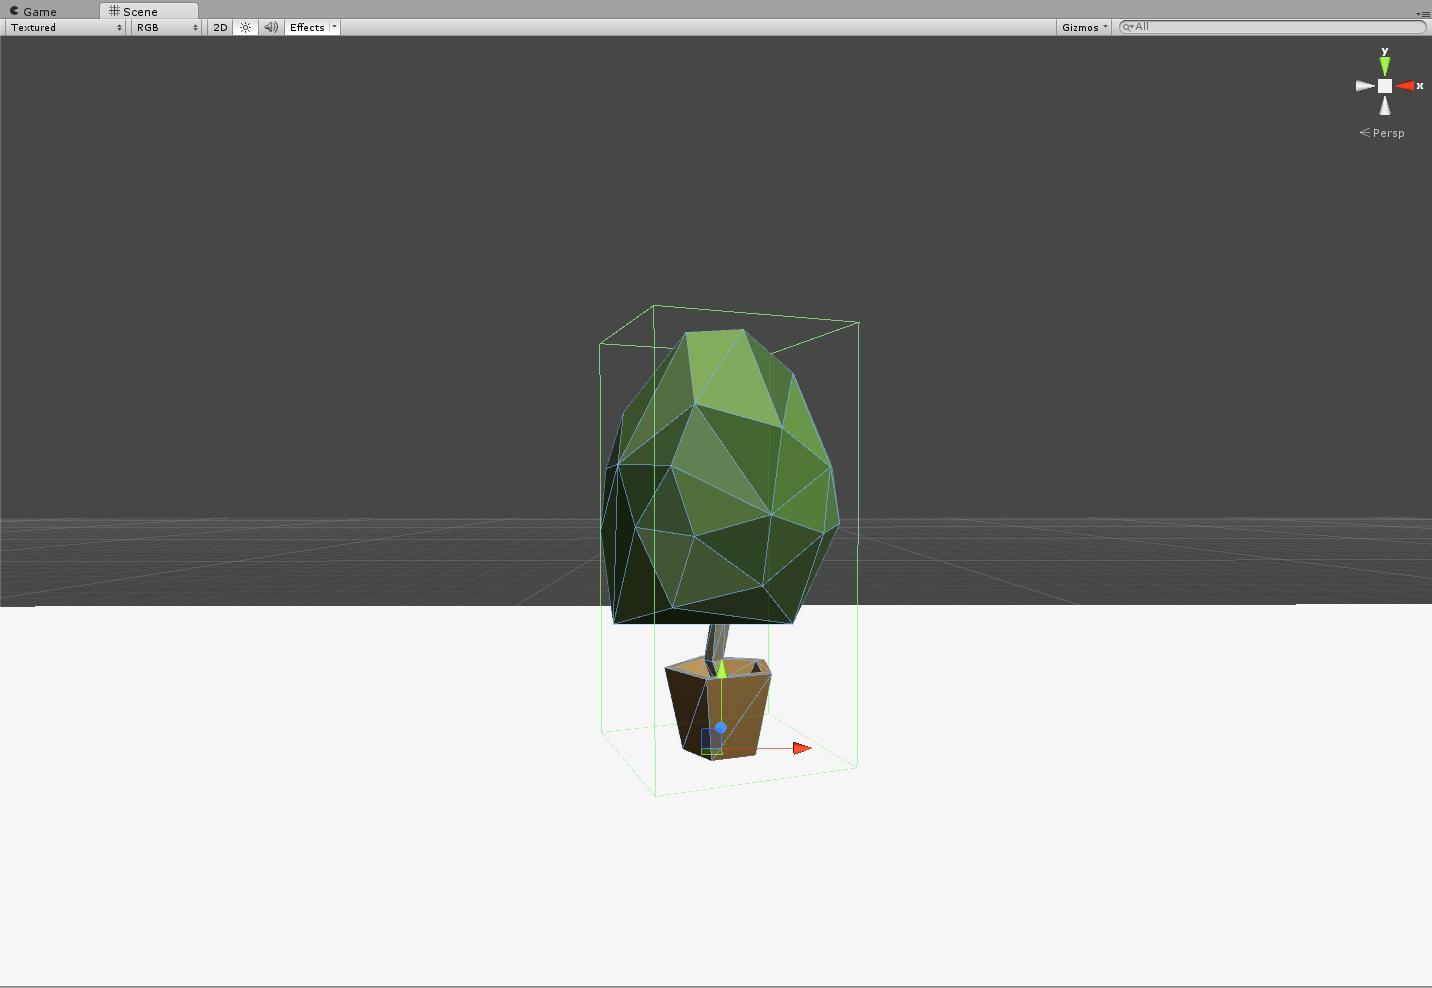 Game
Scene
Textured
RGB
2D
Effects
Gizmos
All
y
x
Persp